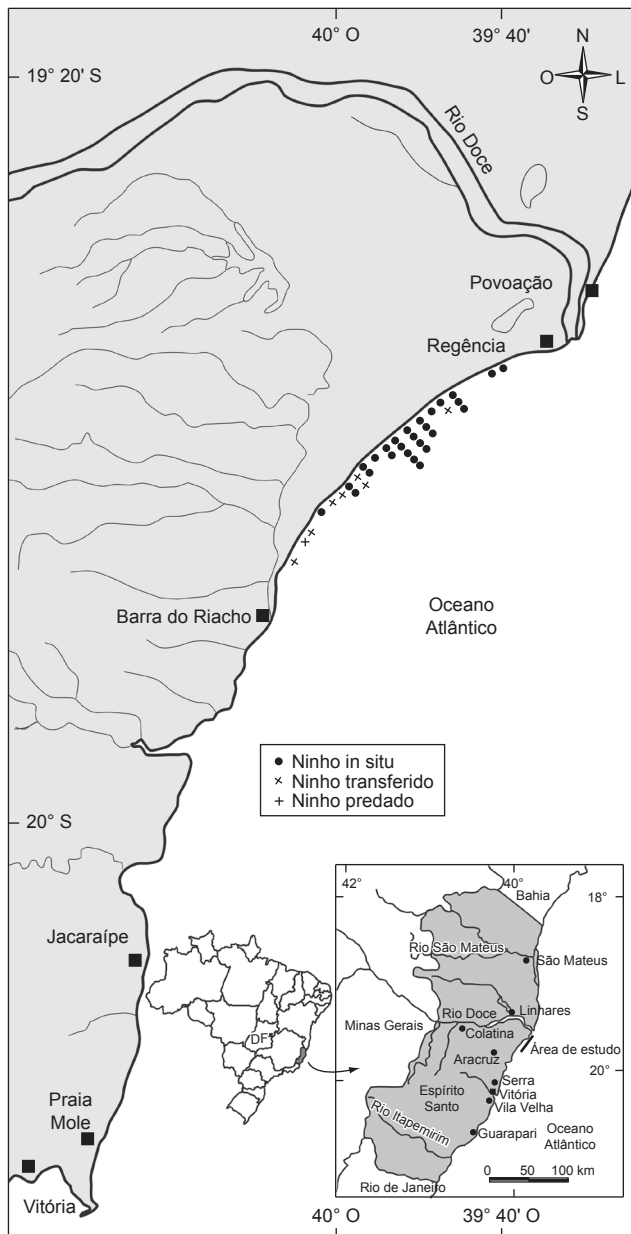 40° O
39° 40'
N
O
L
S
19° 20' S
Rio Doce
Povoação
Regência
Barra do Riacho
Oceano
Atlântico
● Ninho in situ
× Ninho transferido
+ Ninho predado
20° S
Jacaraípe
Praia
Mole
Vitória
DF
42°
40°
Bahia
18°
Rio São Mateus
São Mateus
Linhares
Rio Doce
Minas Gerais
Colatina
Área de estudo
Aracruz
20°
Serra
Espírito
Santo
Vitória
Vila Velha
Rio Itapemirim
Guarapari
Oceano
Atlântico
0 50 100 km
Rio de Janeiro
40° O
39° 40' O